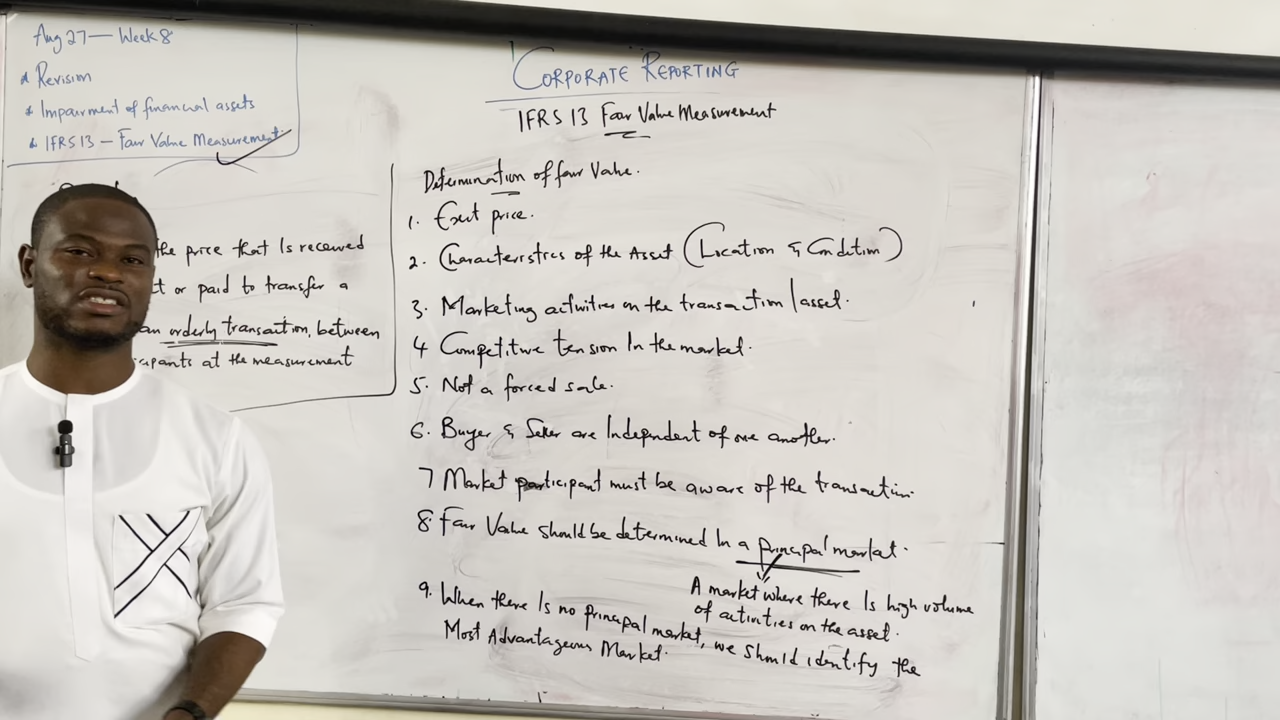 Aug 27 — Week 8
* Revision
* Impairment of financial assets
* IFRS 13 – Fair Value Measurement
the price that is received
or paid to transfer a
an orderly transaction, between
at the measurement
CORPORATE REPORTING
IFRS 13 Fair Value Measurement
Determination of fair Value.
1. Exit price.
2. Characteristics of the Asset (Location & Condition)
3. Marketing activities on the transaction/asset.
4 Competitive tension in the market.
5. Not a forced sale.
6. Buyer & Seller are Independent of one another.
7 Market participant must be aware of the transaction.
8. Fair Value should be determined in a principal market.
A market where there is high volume
of activities on the asset.
9. When there is no principal market, we should identify the
Most Advantageous Market.